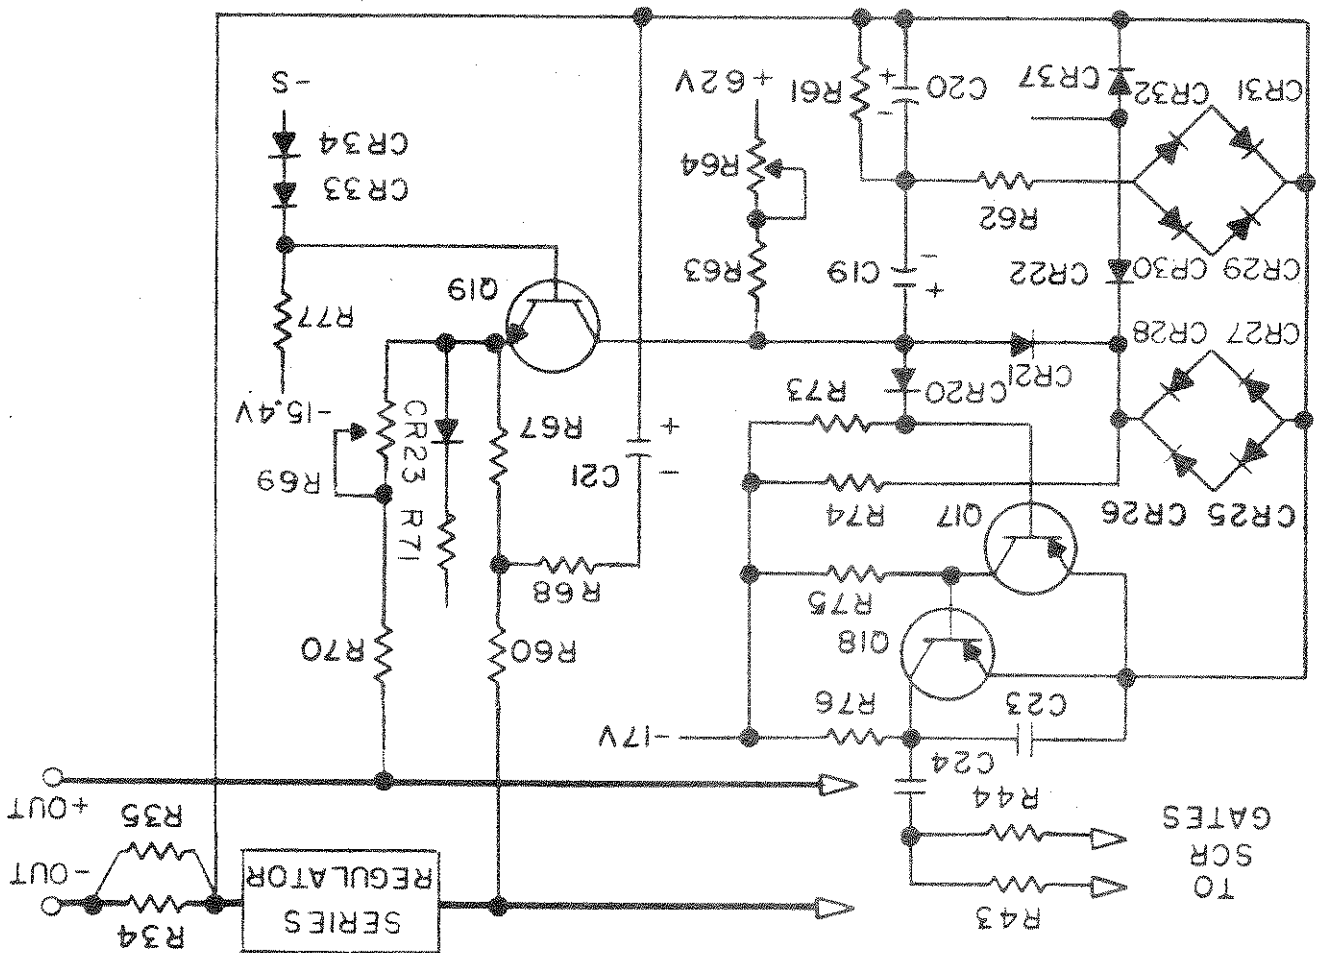 TO
SCR
GATES
R43
R44
C24
SERIES
REGULATOR
R34
-OUT
R35
+OUT
C23
R76
-17V
Q18
R75
R60
R70
CR25
CR26
Q17
R74
R68
R71
C21
R69
CR20
R73
R67
CR23
-15.4V
CR21
CR27
CR28
R77
Q19
CR29
CR30
CR22
+
C19
-
R63
R62
CR33
R64
CR34
CR31
CR32
CR37
-
C20
+
R61
+62V
-S
+
-